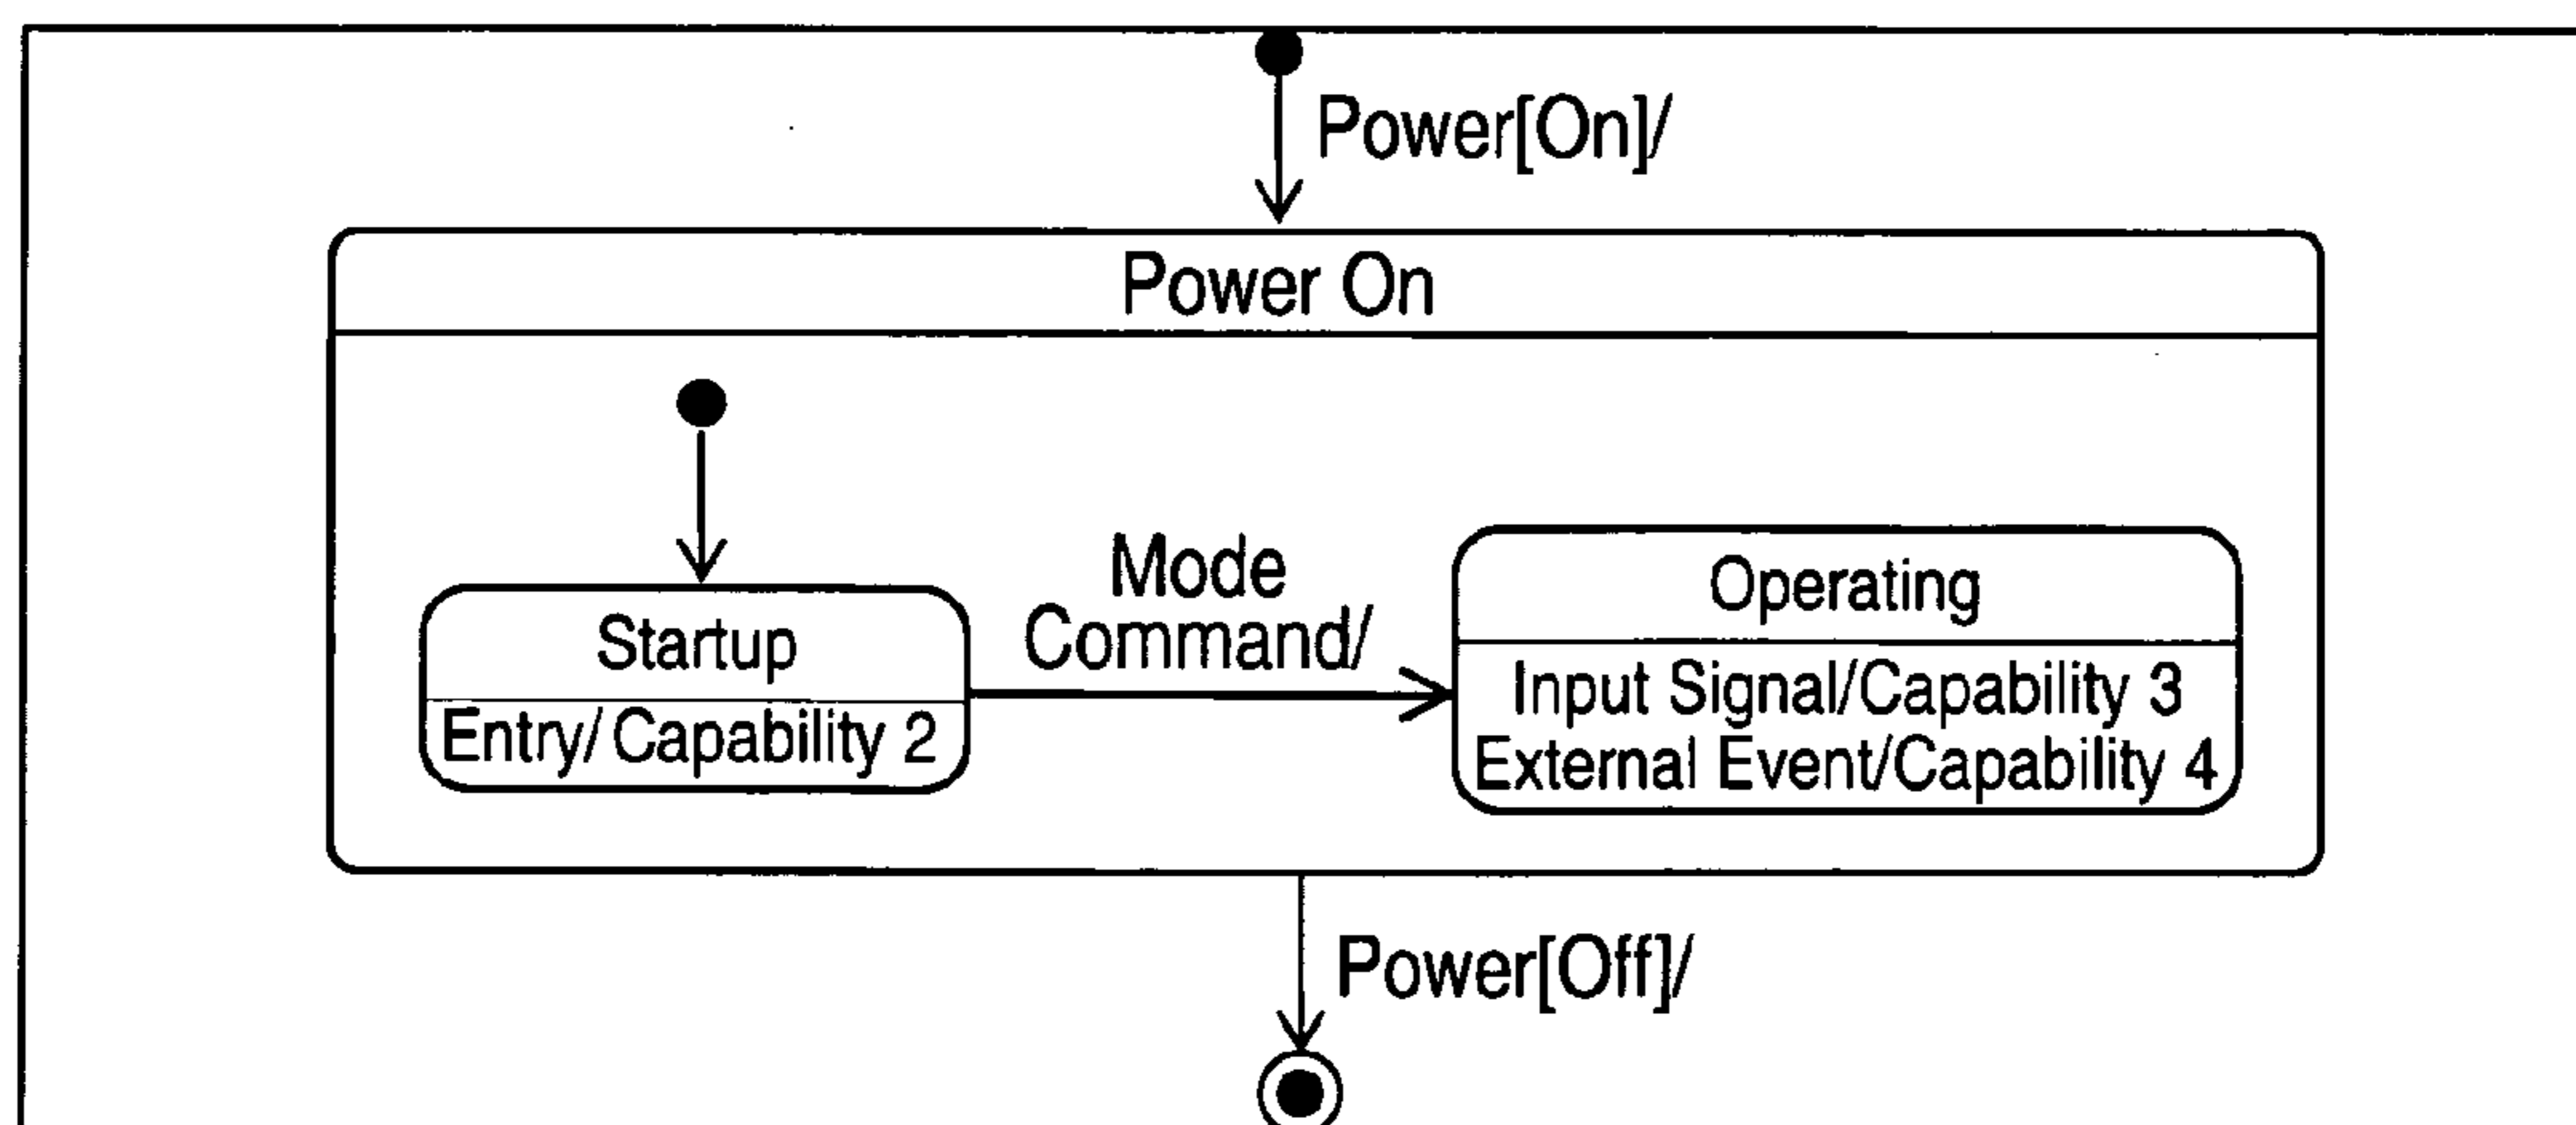 Power[On]/
Power On
Mode
Command/
Startup
Entry/Capability 2
Operating
Input Signal/Capability 3
External Event/Capability 4
Power[Off]/